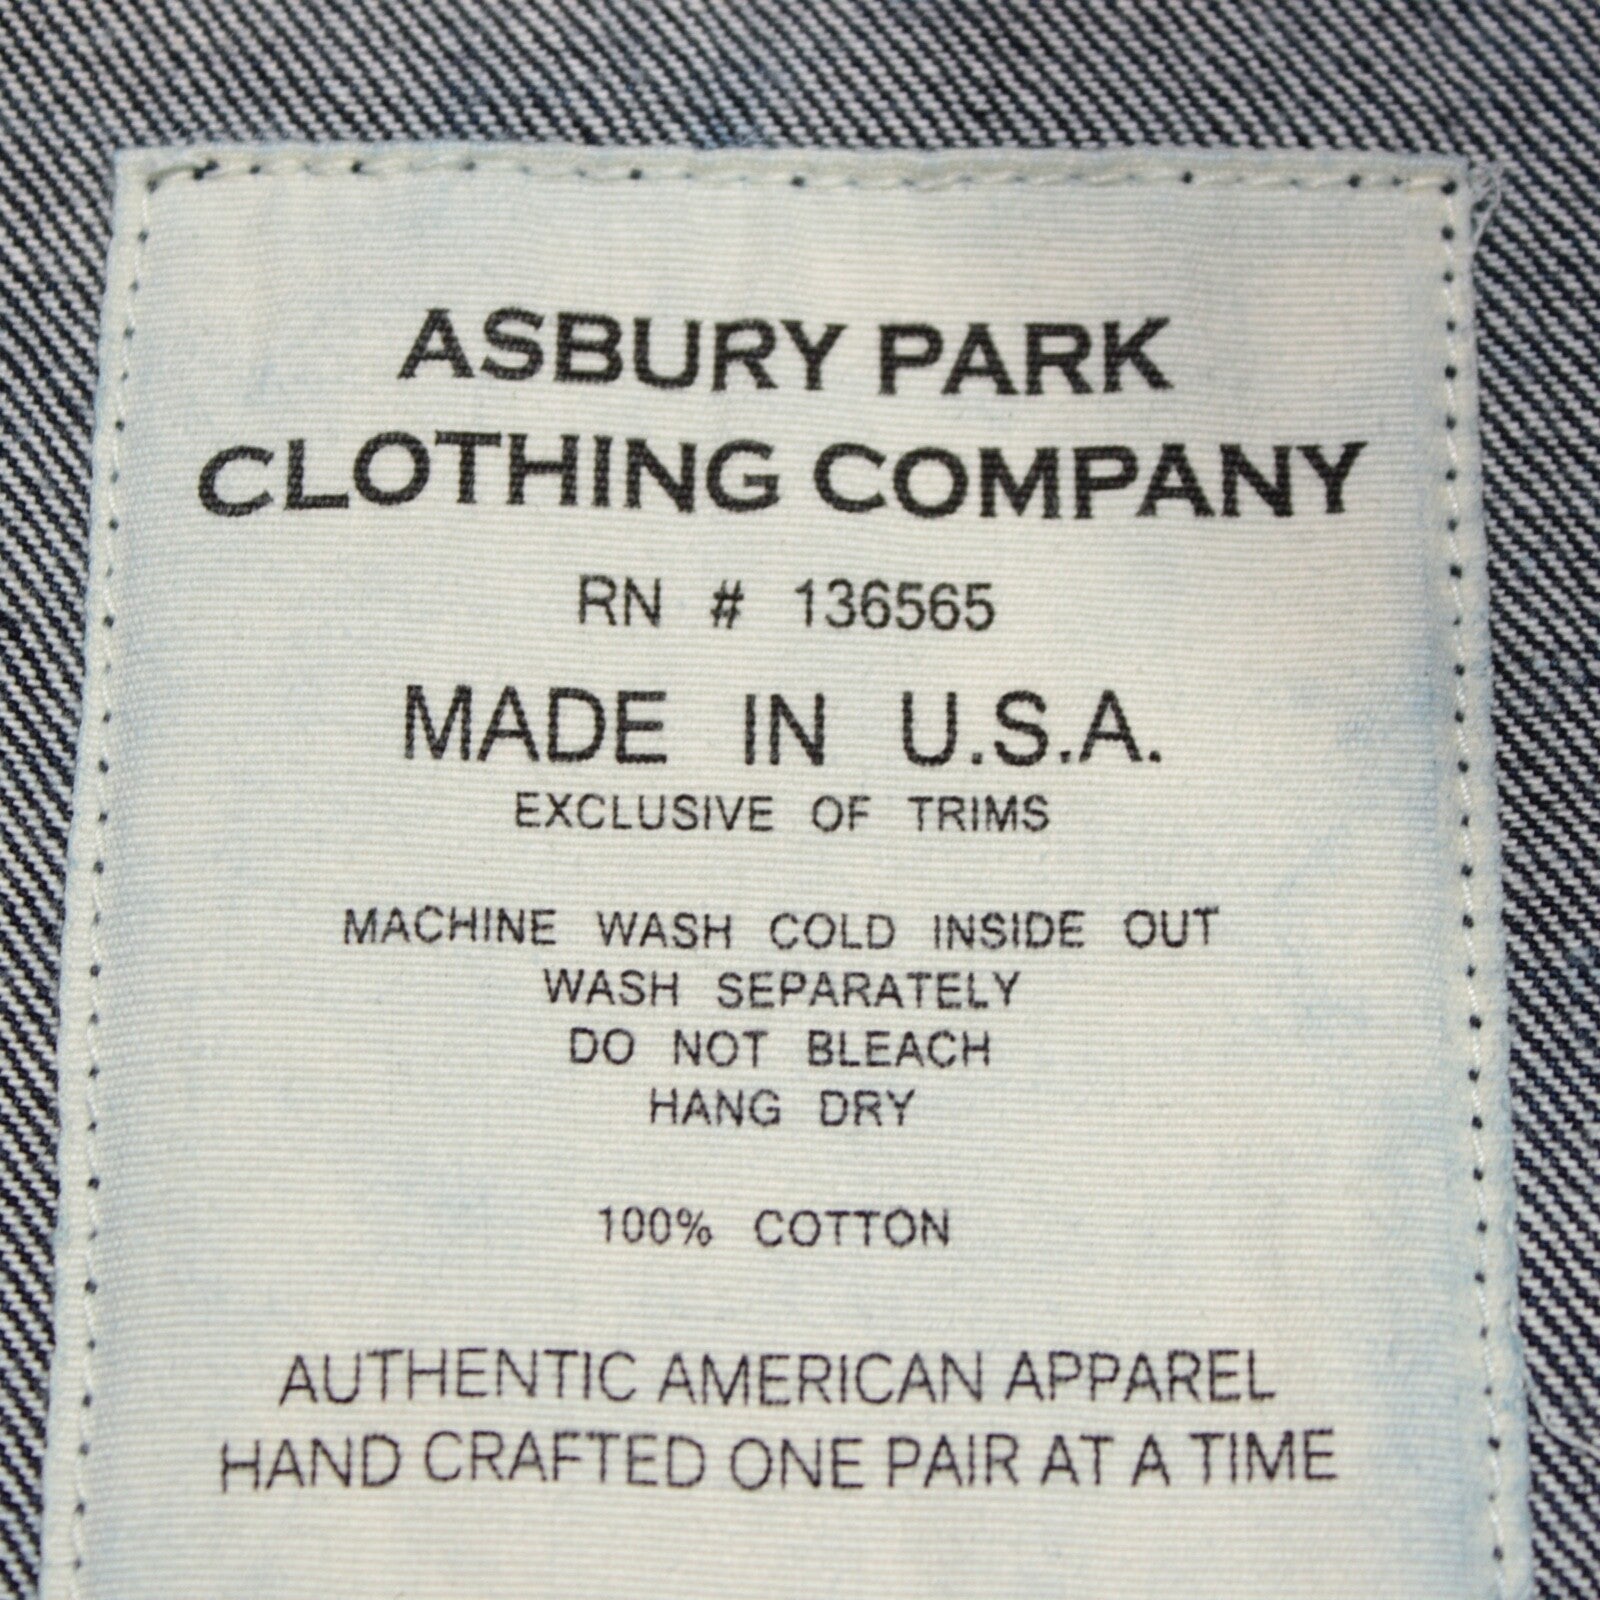 ASBURY PARK
CLOTHING COMPANY
RN # 136565
MADE IN U.S.A.
EXCLUSIVE OF TRIMS
MACHINE WASH COLD INSIDE OUT
WASH SEPARATELY
DO NOT BLEACH
HANG DRY
100% COTTON
AUTHENTIC AMERICAN APPAREL
HAND CRAFTED ONE PAIR AT A TIME